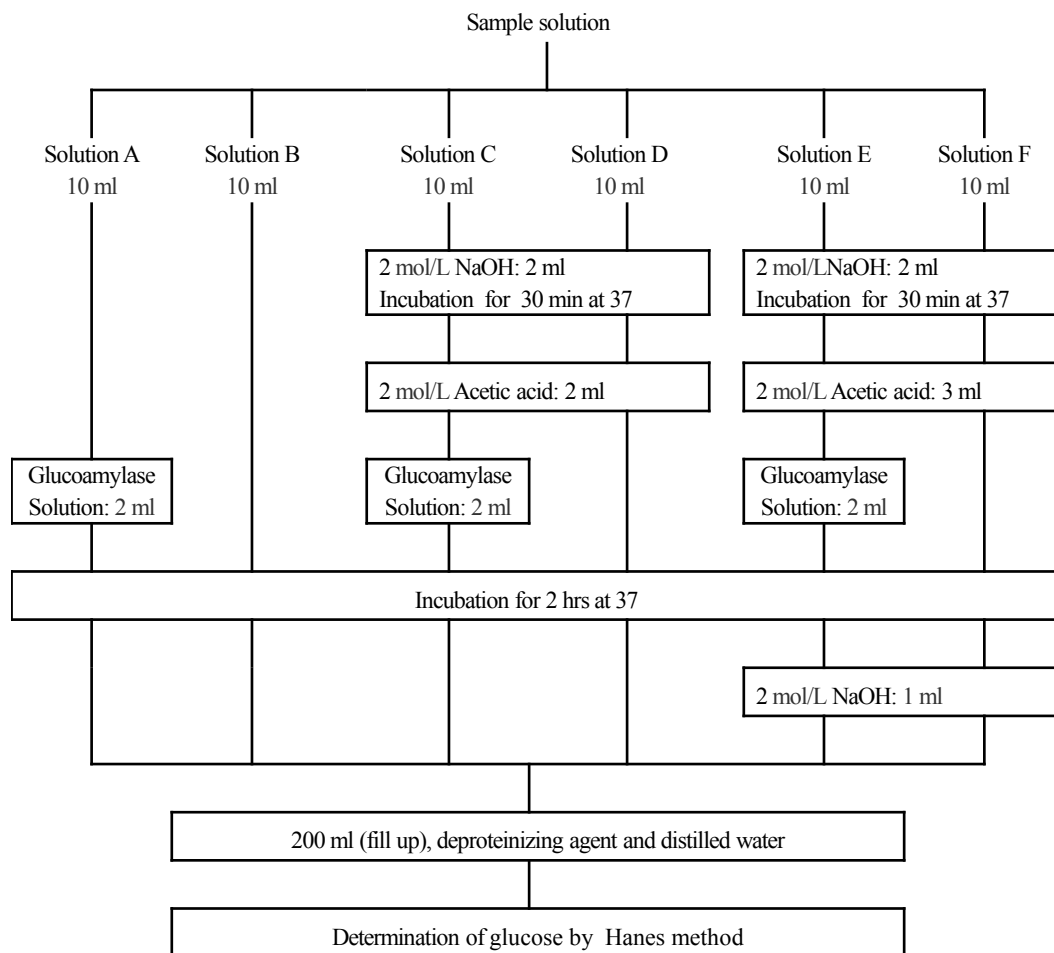 Sample solution
Solution A
10 ml
Solution B
10 ml
Solution C
10 ml
Solution D
10 ml
Solution E
10 ml
Solution F
10 ml
2 mol/L NaOH: 2 ml
Incubation for 30 min at 37
2 mol/LNaOH: 2 ml
Incubation for 30 min at 37
2 mol/L Acetic acid: 2 ml
2 mol/L Acetic acid: 3 ml
Glucoamylase
Solution: 2 ml
Glucoamylase
Solution: 2 ml
Glucoamylase
Solution: 2 ml
Incubation for 2 hrs at 37
2 mol/L NaOH: 1 ml
200 ml (fill up), deproteinizing agent and distilled water
Determination of glucose by Hanes method